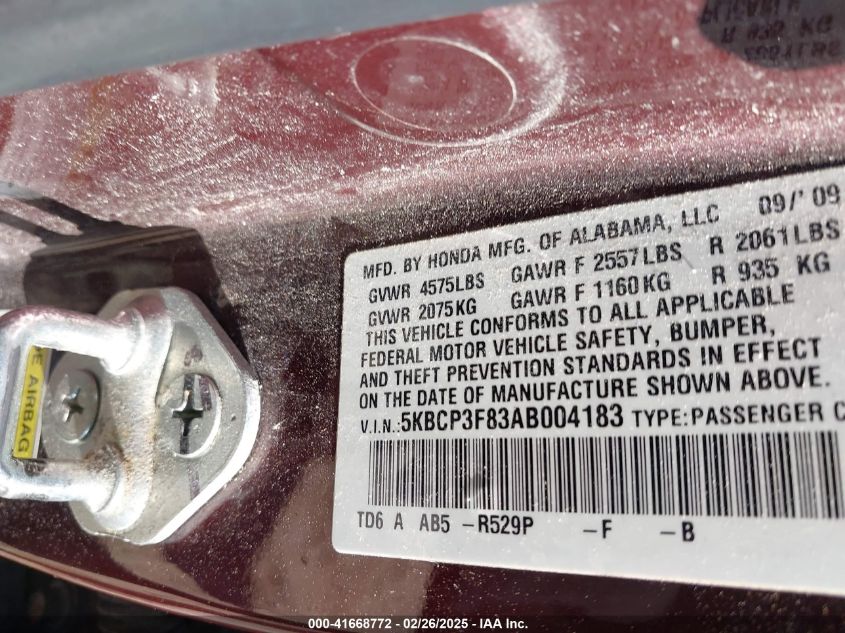 MFD. BY HONDA MFG. OF ALABAMA, LLC 09/'09
GVWR 4575LBS GAWR F 2557LBS R 2061LBS
GVWR 2075KG GAWR F 1160KG R 935 KG
THIS VEHICLE CONFORMS TO ALL APPLICABLE
FEDERAL MOTOR VEHICLE SAFETY, BUMPER,
AND THEFT PREVENTION STANDARDS IN EFFECT
ON THE DATE OF MANUFACTURE SHOWN ABOVE.
V.I.N.:5KBCP3F83AB004183 TYPE:PASSENGER C
TD6 A AB5 -R529P -F -B
AIRBAG
000-41668772 / 02/26/2025 - IAA Inc.